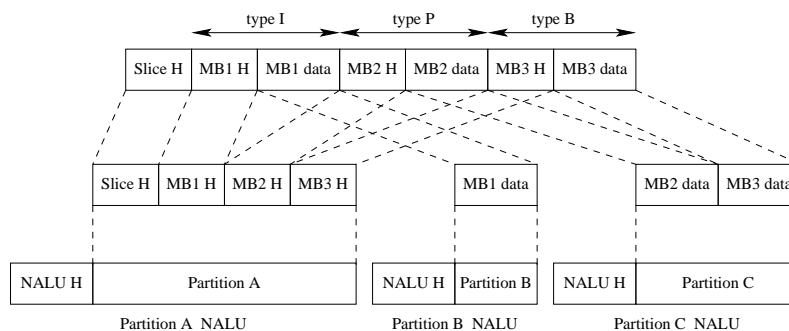 type I type P type B
Slice H MB1 H MB1 data MB2 H MB2 data MB3 H MB3 data
Slice H MB1 H MB2 H MB3 H MB1 data MB2 data MB3 data
NALU H Partition A NALU H Partition B NALU H Partition C
Partition A NALU Partition B NALU Partition C NALU